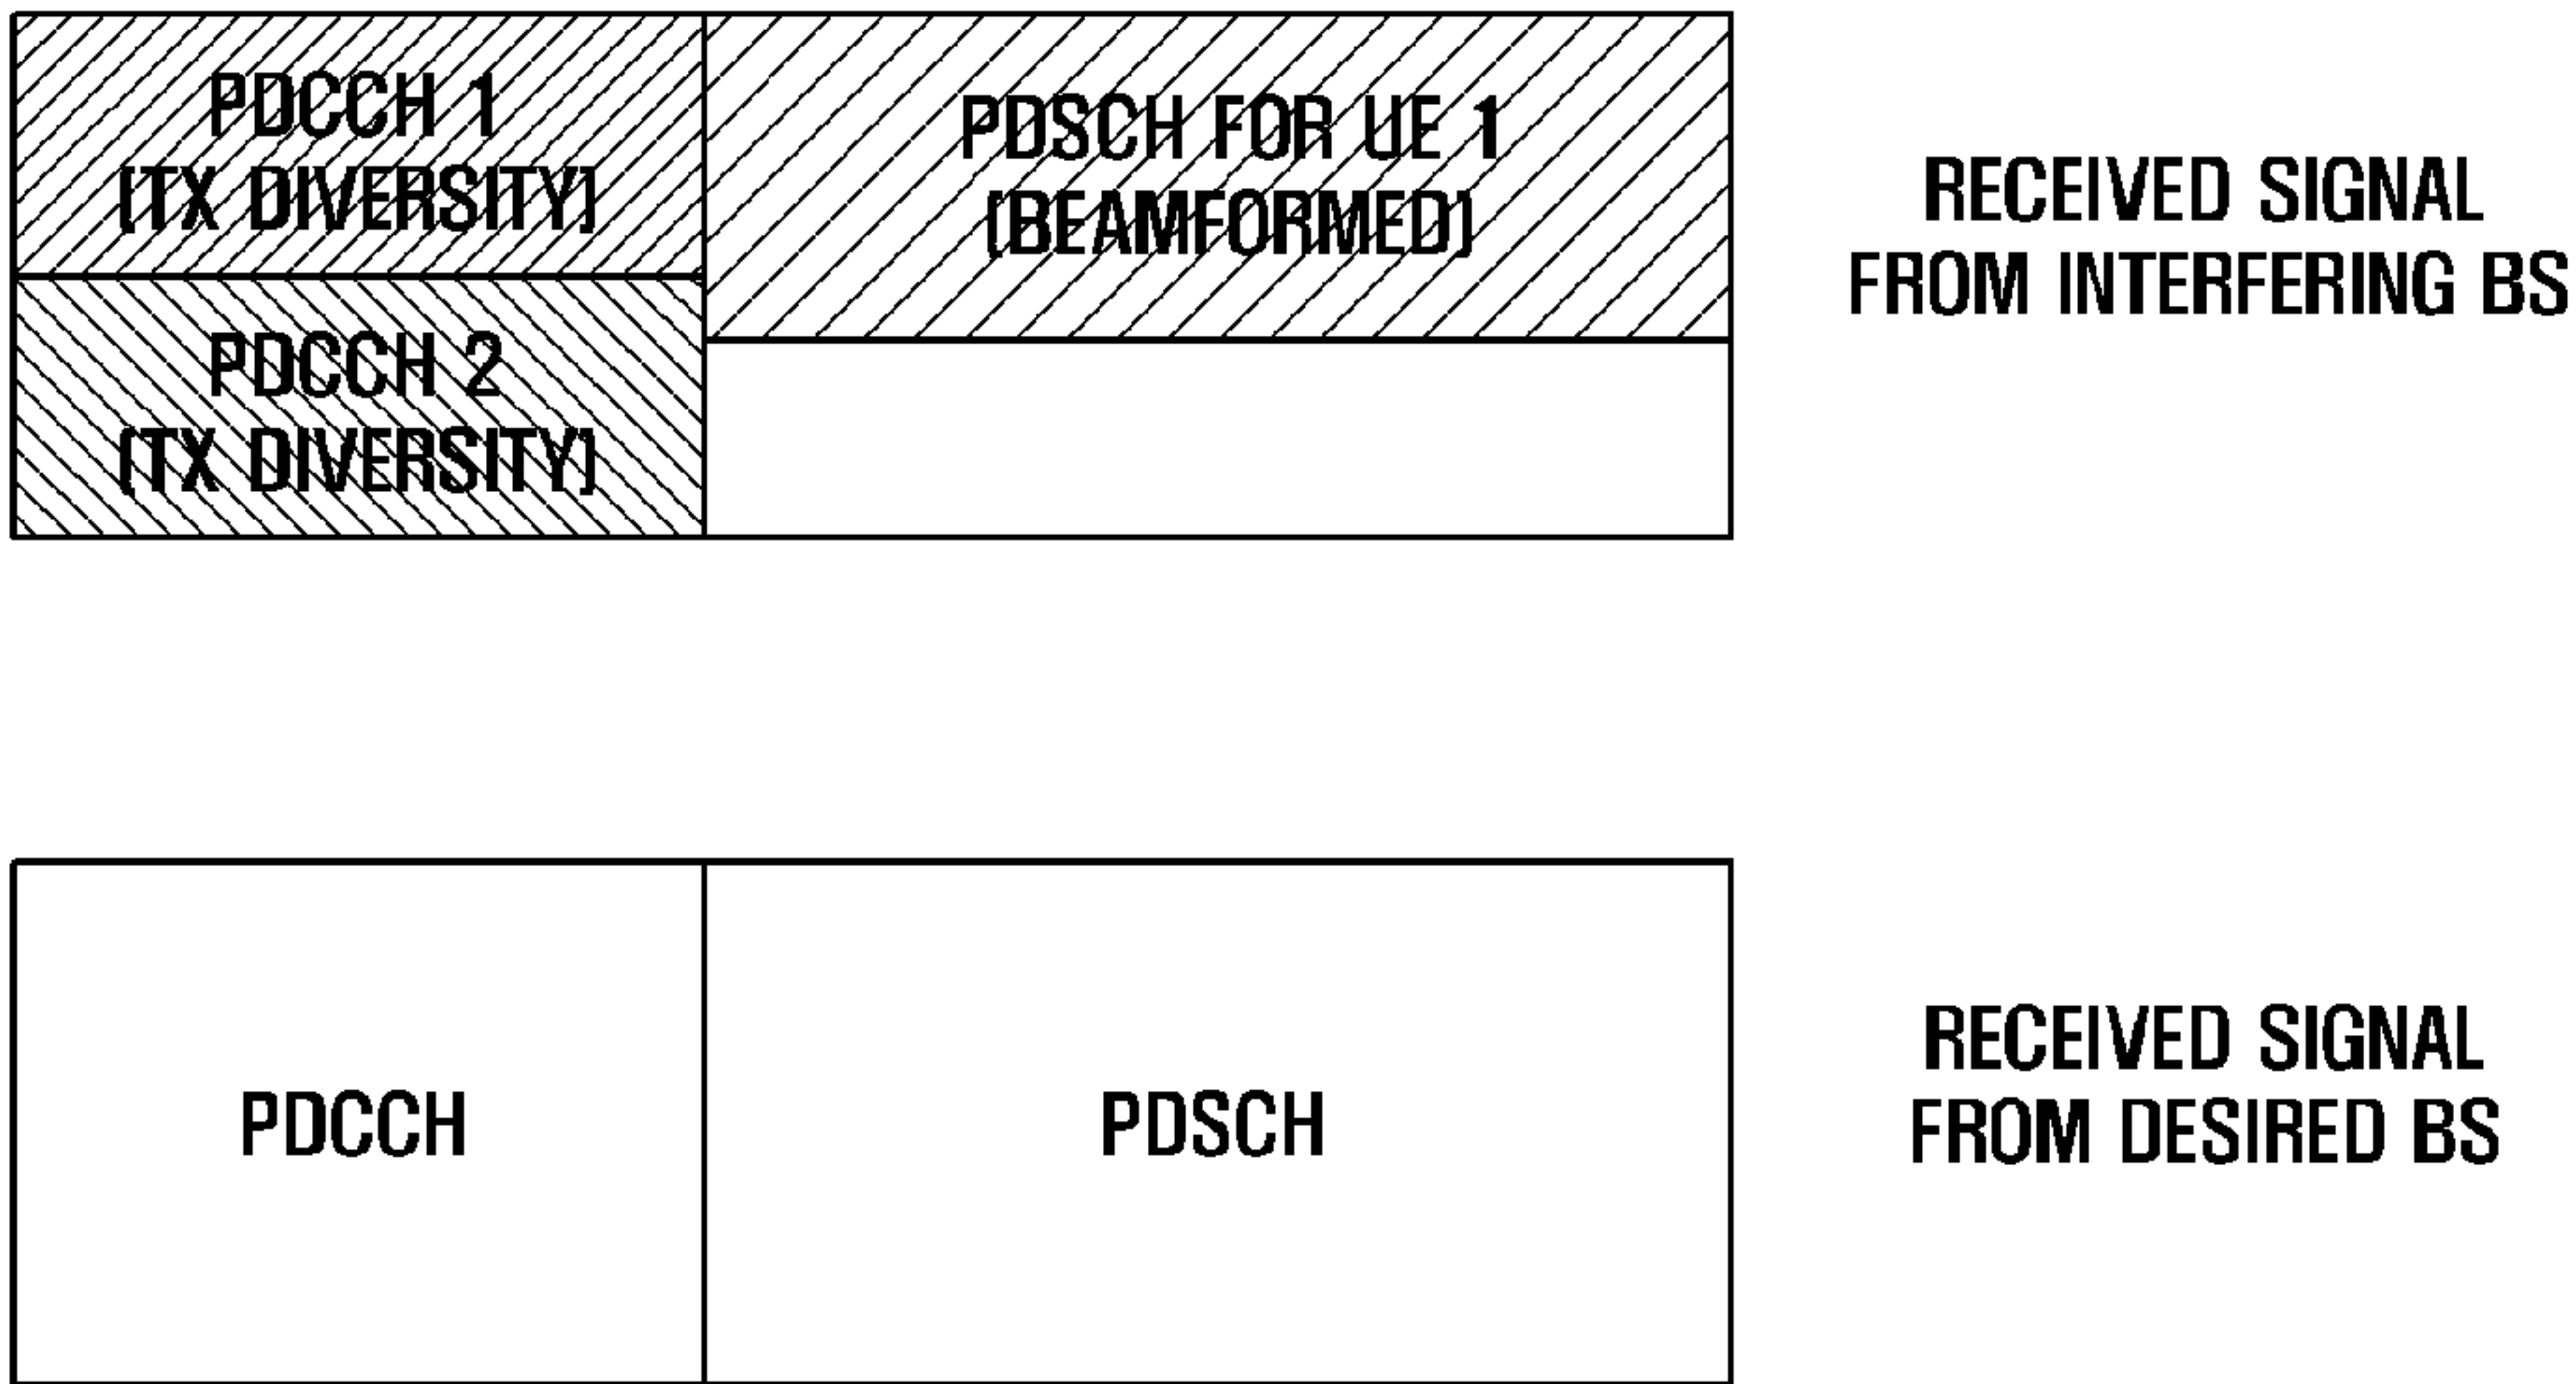 PDCCH 1
(TX DIVERSITY)
PDSCH FOR UE 1
(BEAMFORMED)
PDCCH 2
(TX DIVERSITY)
RECEIVED SIGNAL
FROM INTERFERING BS
PDCCH
PDSCH
RECEIVED SIGNAL
FROM DESIRED BS